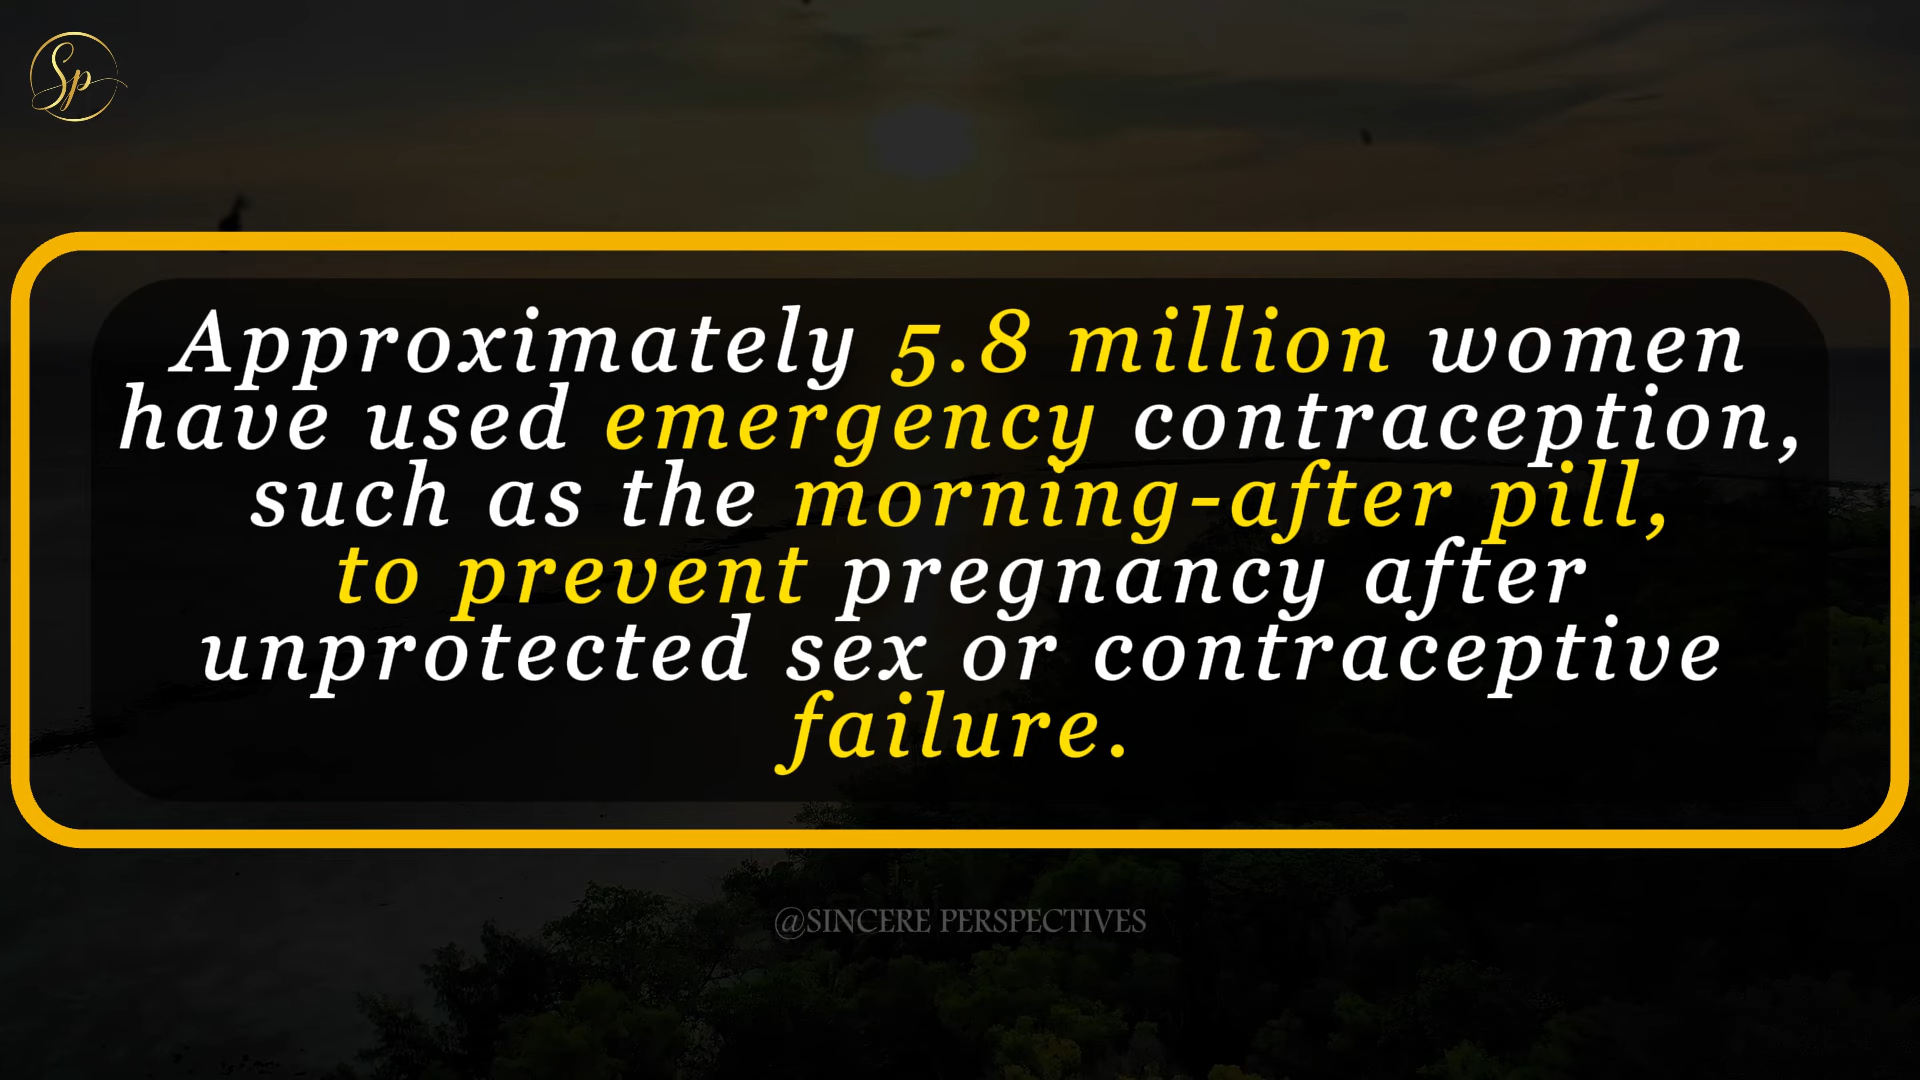 Sp
Approximately 5.8 million women
have used emergency contraception,
such as the morning-after pill,
to prevent pregnancy after
unprotected sex or contraceptive
failure.
@SINCERE PERSPECTIVES